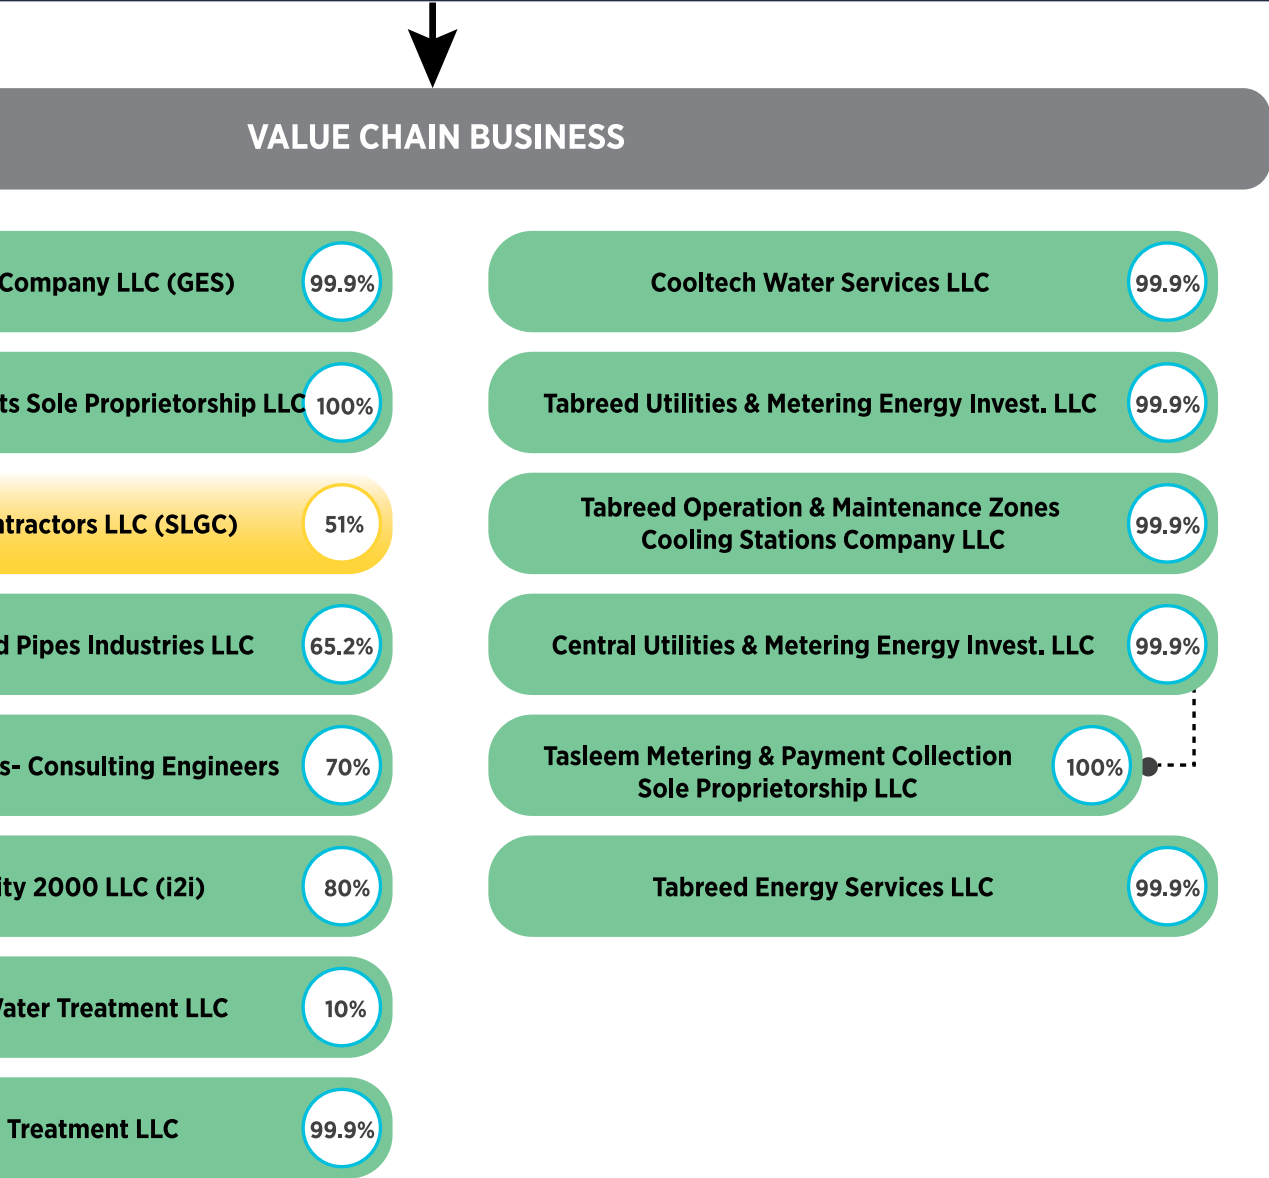 VALUE CHAIN BUSINESS
Company LLC (GES) 99.9%
ts Sole Proprietorship LLC 100%
ntractors LLC (SLGC) 51%
d Pipes Industries LLC 65.2%
s- Consulting Engineers 70%
ity 2000 LLC (i2i) 80%
Water Treatment LLC 10%
Treatment LLC 99.9%
Cooltech Water Services LLC 99.9%
Tabreed Utilities & Metering Energy Invest. LLC 99.9%
Tabreed Operation & Maintenance Zones
Cooling Stations Company LLC 99.9%
Central Utilities & Metering Energy Invest. LLC 99.9%
Tasleem Metering & Payment Collection
Sole Proprietorship LLC 100%
Tabreed Energy Services LLC 99.9%